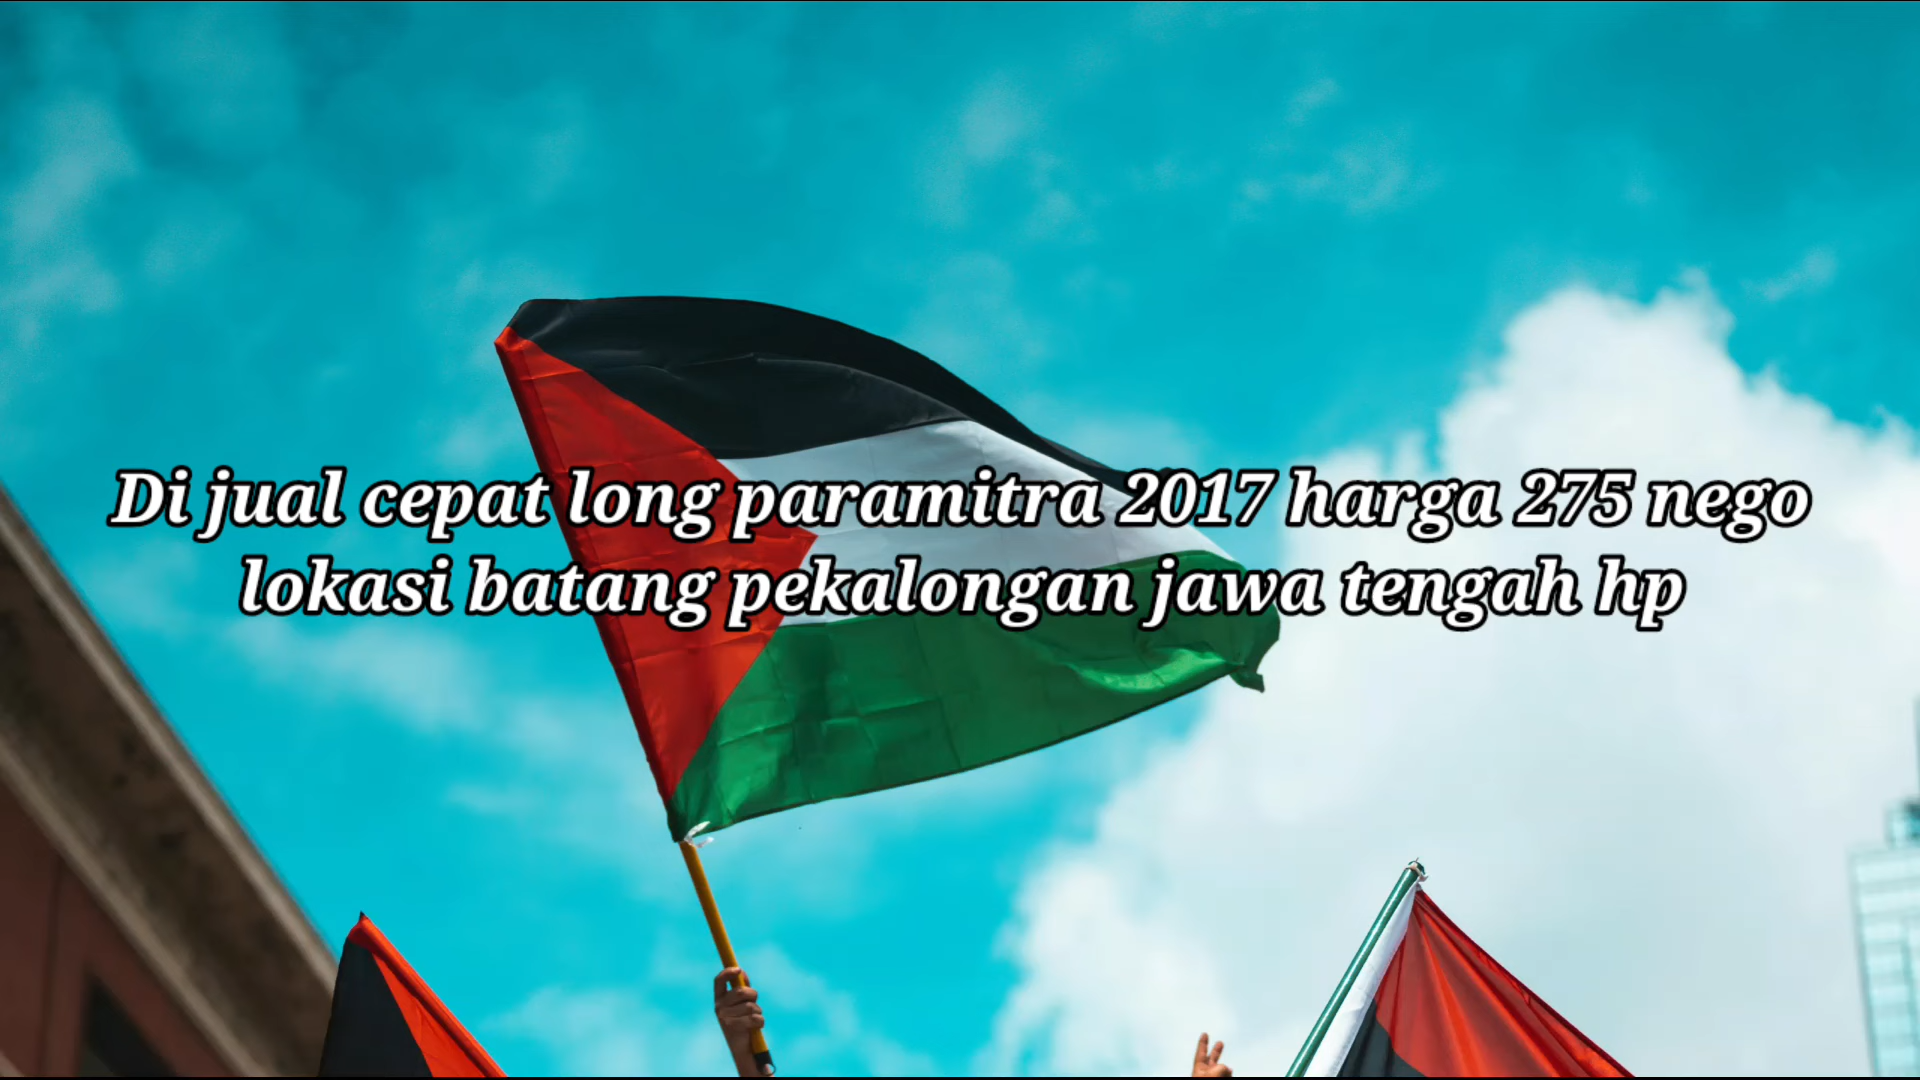 Di jual cepat long paramitra 2017 harga 275 nego
lokasi batang pekalongan jawa tengah hp